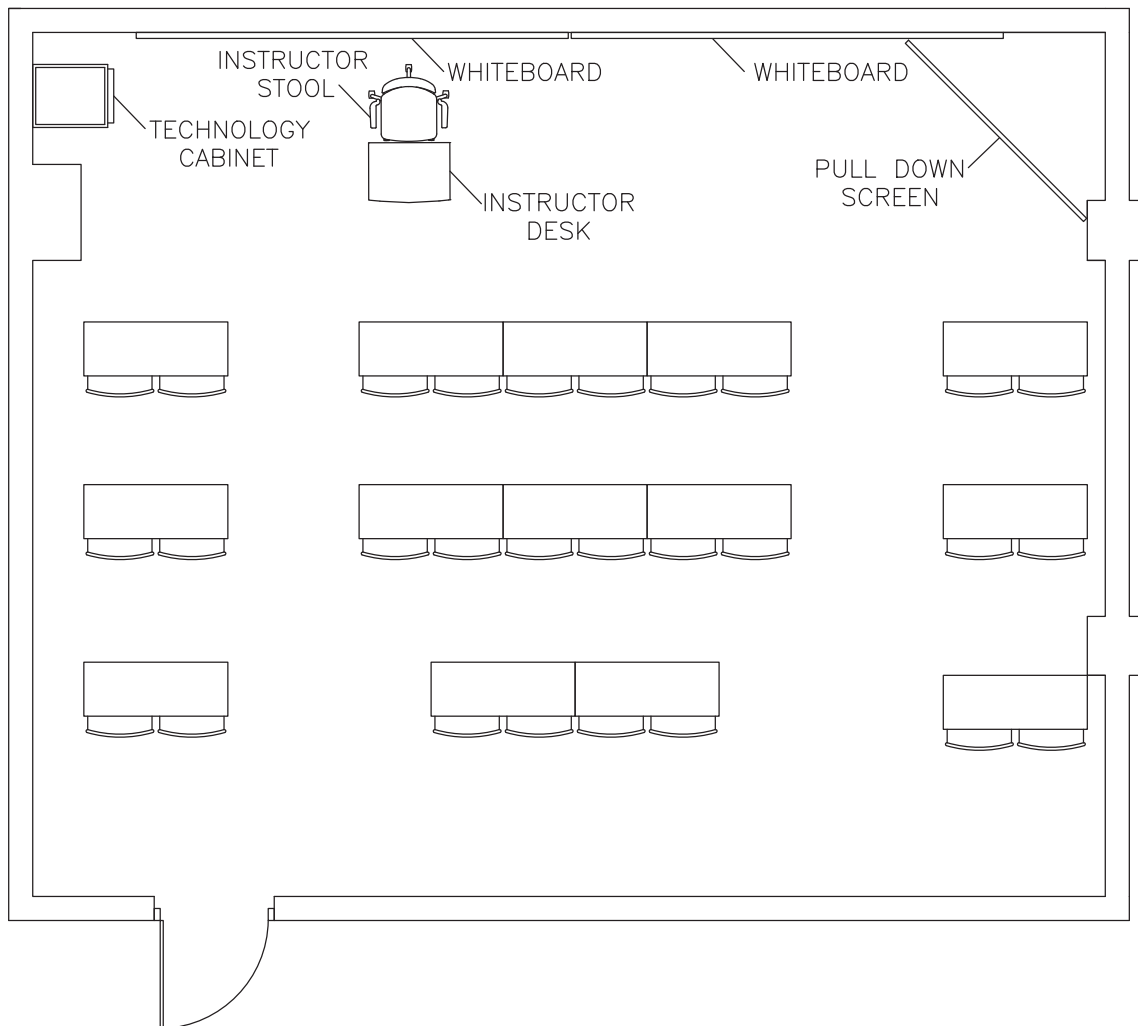 INSTRUCTOR
STOOL
WHITEBOARD
WHITEBOARD
TECHNOLOGY
CABINET
PULL DOWN
SCREEN
INSTRUCTOR
DESK